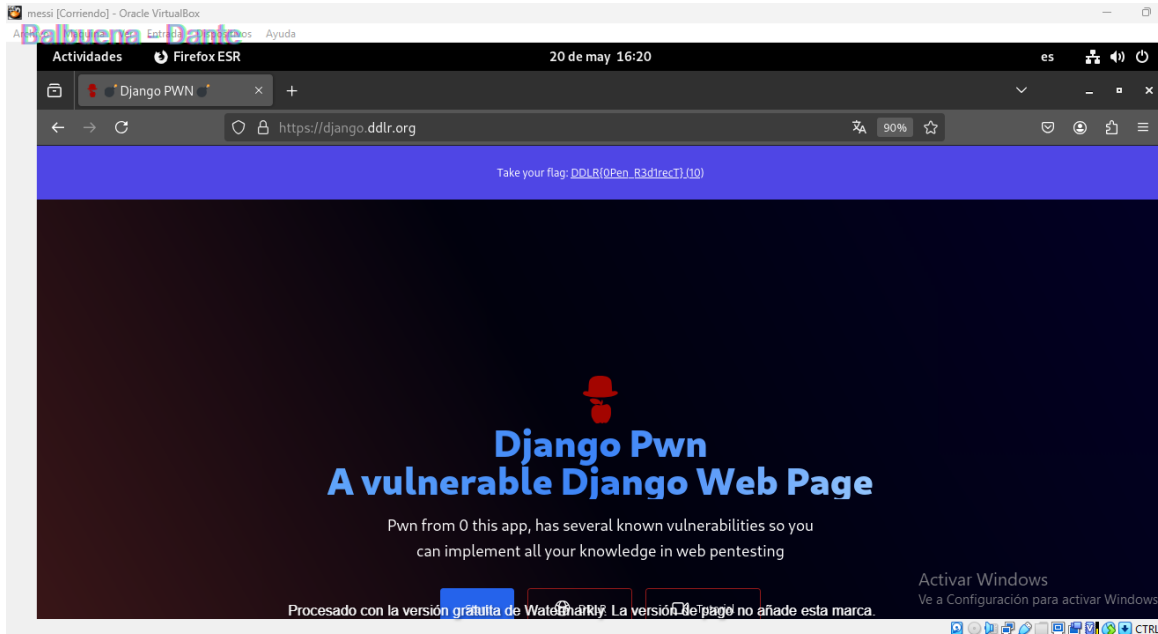 messi [Corriendo] - Oracle VirtualBox
Balbuena - Dante
Ayuda
Actividades Firefox ESR 20 de may 16:20 es
Django PWN
https://django.ddlr.org 90%
Take your flag: DDLR{0Pen_R3d1recT} (10)
Django Pwn
A vulnerable Django Web Page
Pwn from 0 this app, has several known vulnerabilities so you
can implement all your knowledge in web pentesting
Activar Windows
Ve a Configuración para activar Windows
Procesado con la versión gratuita de Watermarkly. La versión de pago no añade esta marca.
CTRL